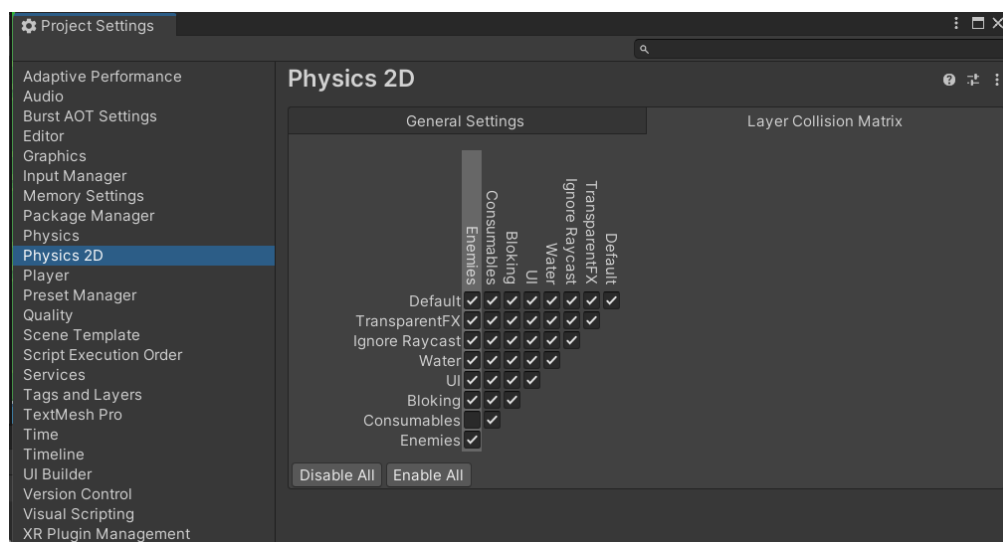 Project Settings
Adaptive Performance
Audio
Burst AOT Settings
Editor
Graphics
Input Manager
Memory Settings
Package Manager
Physics
Physics 2D
Player
Preset Manager
Quality
Scene Template
Script Execution Order
Services
Tags and Layers
TextMesh Pro
Time
Timeline
UI Builder
Version Control
Visual Scripting
XR Plugin Management
Physics 2D
General Settings
Layer Collision Matrix
Enemies
Consumables
Bloking
UI
Water
Ignore Raycast
TransparentFX
Default
Default
TransparentFX
Ignore Raycast
Water
UI
Bloking
Consumables
Enemies
Disable All
Enable All